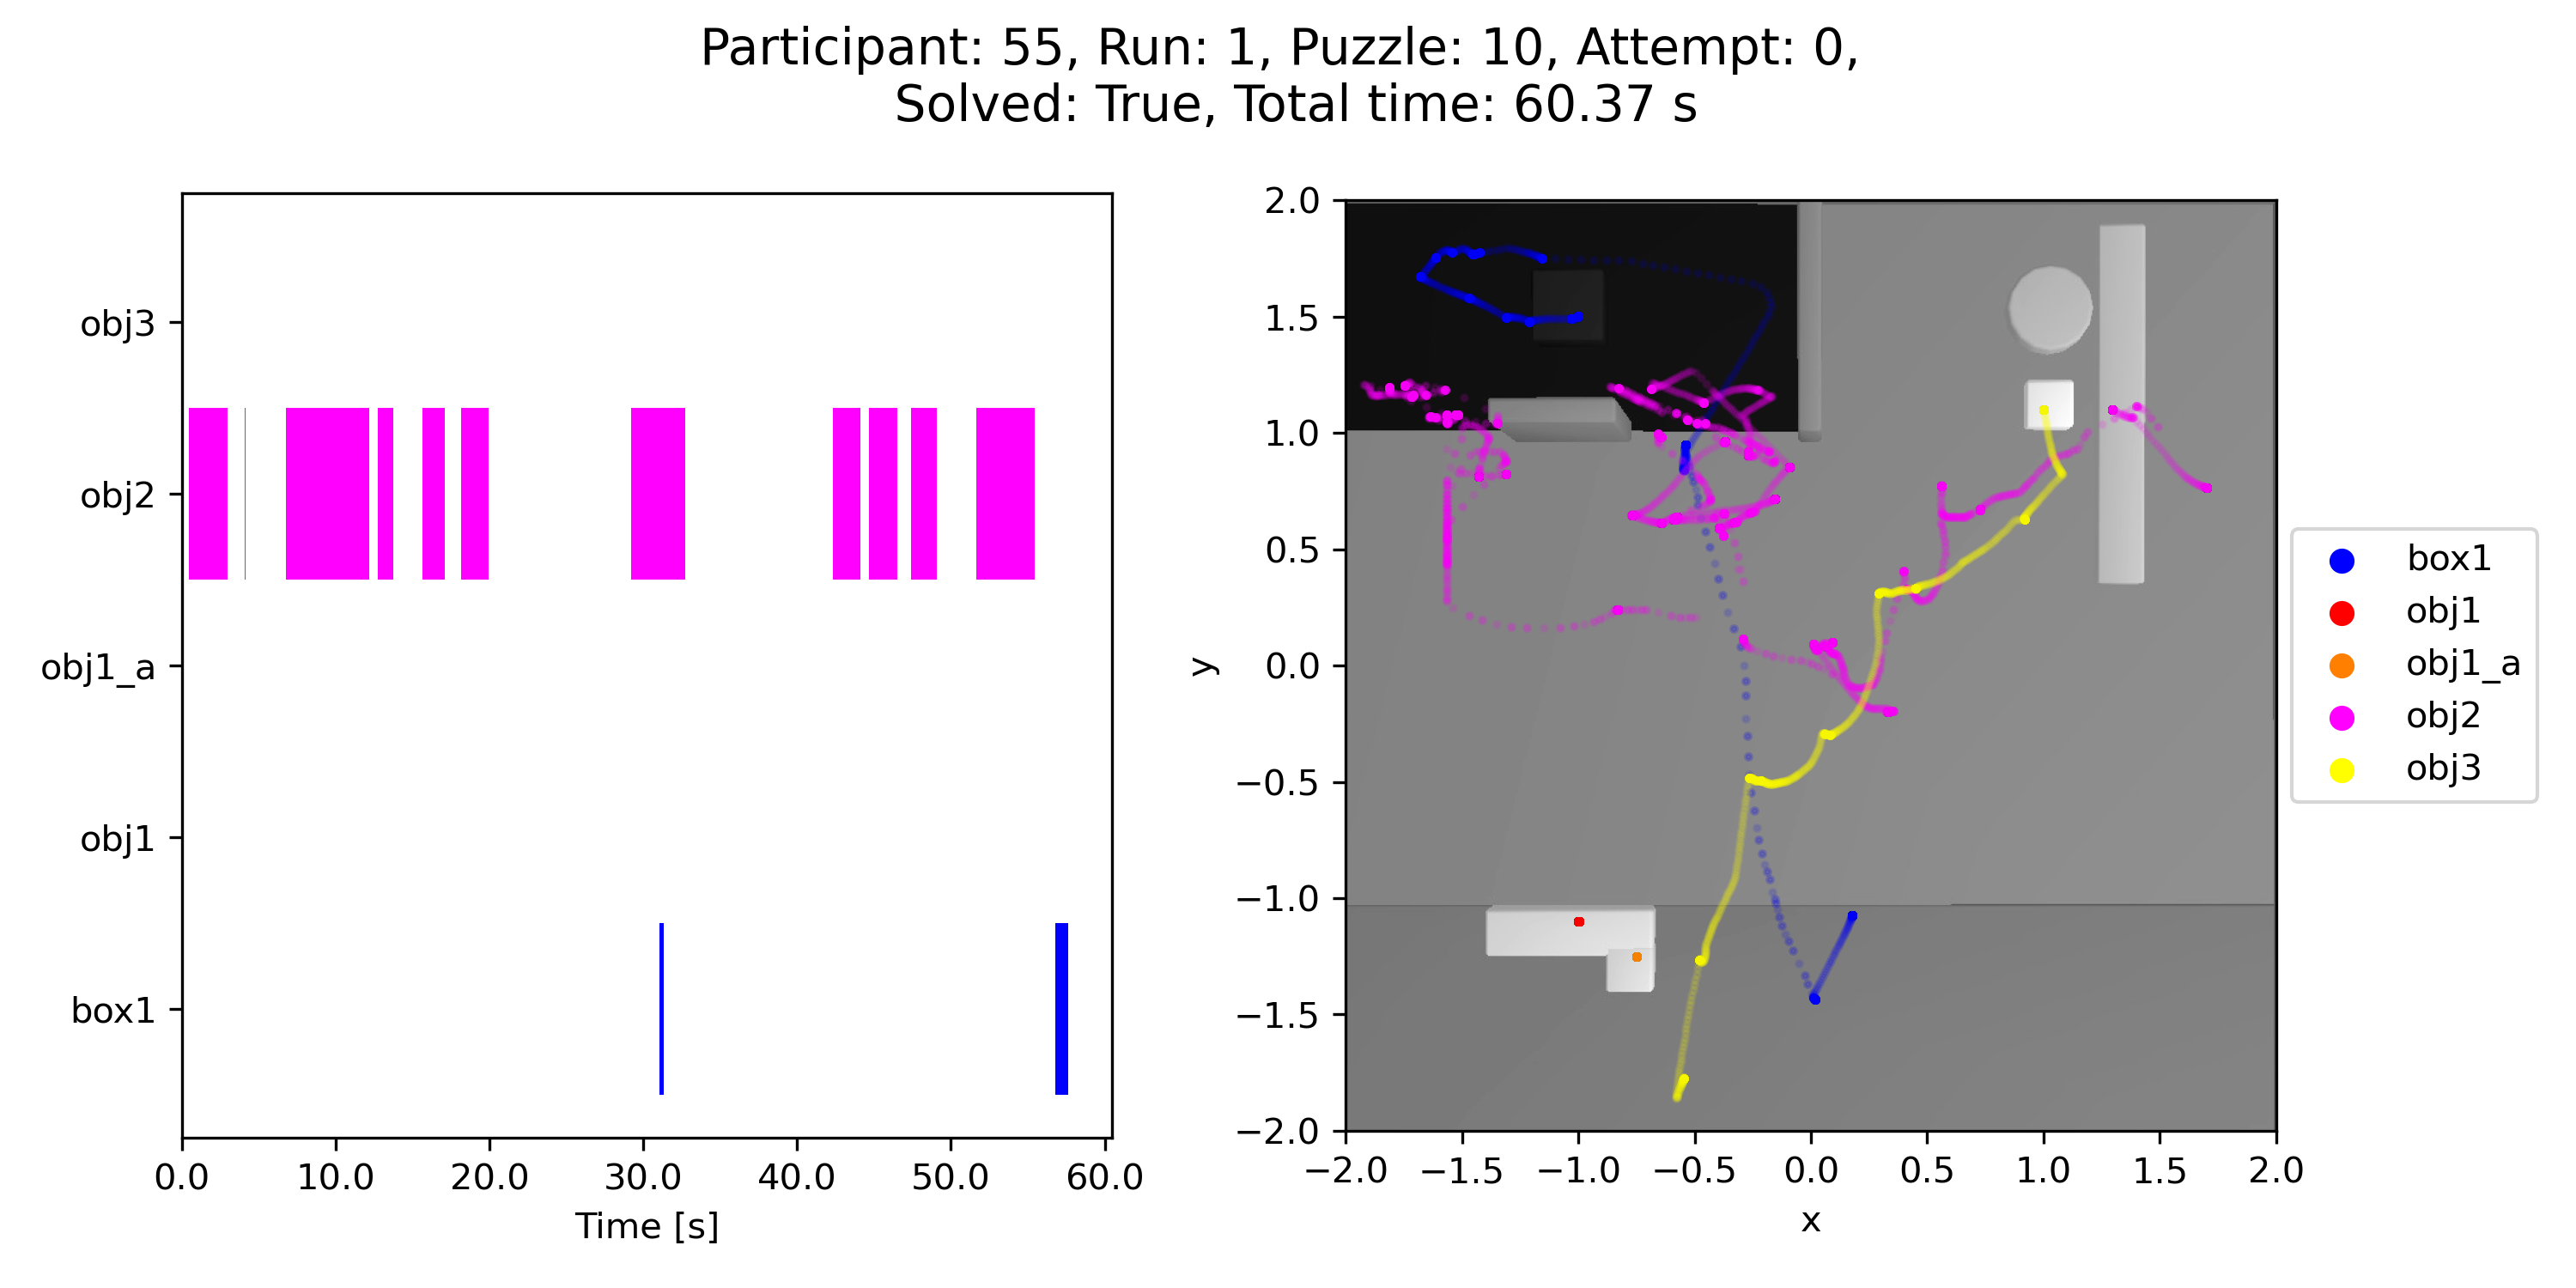 Participant: 55, Run: 1, Puzzle: 10, Attempt: 0,
Solved: True, Total time: 60.37 s
obj3
obj2
obj1_a
obj1
box1
0.0 10.0 20.0 30.0 40.0 50.0 60.0
Time [s]
2.0
1.5
1.0
0.5
0.0
−0.5
−1.0
−1.5
−2.0
y
−2.0 −1.5 −1.0 −0.5 0.0 0.5 1.0 1.5 2.0
x
box1
obj1
obj1_a
obj2
obj3